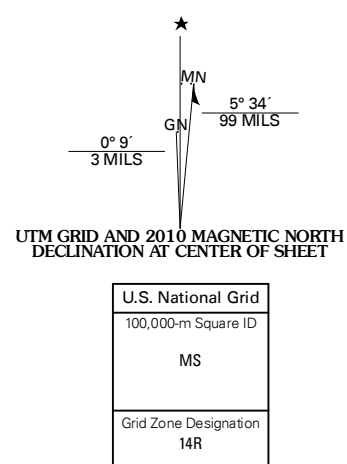 ★
MN
GN
5° 34´
99 MILS
0° 9´
3 MILS
UTM GRID AND 2010 MAGNETIC NORTH
DECLINATION AT CENTER OF SHEET
U.S. National Grid
100,000-m Square ID
MS
Grid Zone Designation
14R